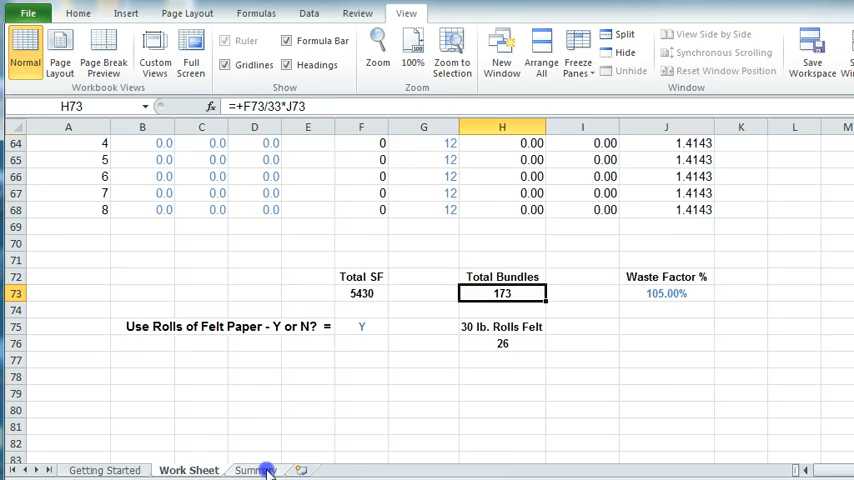 File Home Insert Page Layout Formulas Data Review View
Ruler Formula Bar Split View Side by Side
Gridlines Headings Hide Synchronous Scrolling
Unhide Reset Window Position
Normal Page Layout Page Break Preview Custom Views Full Screen Zoom 100% Zoom to Selection New Window Arrange All Freeze Panes Save Workspace
Workbook Views Show Zoom Window
H73 fx =+F73/33*J73
A B C D E F G H I J K L M
64 4 0.0 0.0 0.0 0 12 0.00 0.00 1.4143
65 5 0.0 0.0 0.0 0 12 0.00 0.00 1.4143
66 6 0.0 0.0 0.0 0 12 0.00 0.00 1.4143
67 7 0.0 0.0 0.0 0 12 0.00 0.00 1.4143
68 8 0.0 0.0 0.0 0 12 0.00 0.00 1.4143
69
70
71
72 Total SF Total Bundles Waste Factor %
73 5430 173 105.00%
74
75 Use Rolls of Felt Paper - Y or N? = Y 30 lb. Rolls Felt
76 26
77
78
79
80
81
82
83
Getting Started Work Sheet Summary